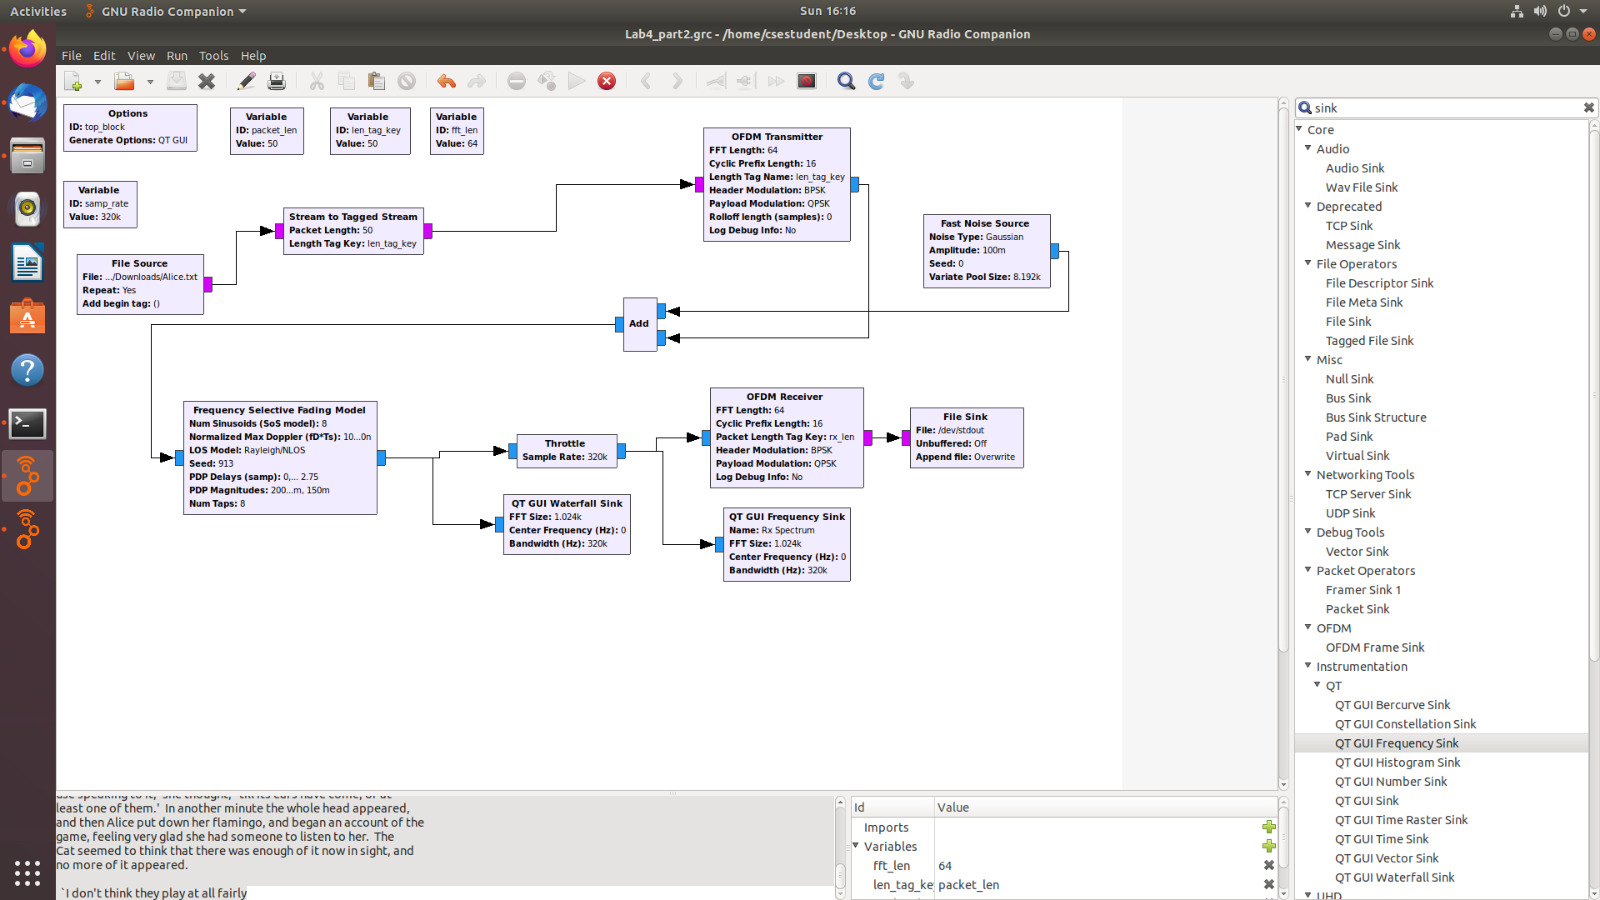 Activities
GNU Radio Companion
Sun 16:16
Lab4_part2.grc - /home/csestudent/Desktop - GNU Radio Companion
File Edit View Run Tools Help
Options
ID: top_block
Generate Options: QT GUI
Variable
ID: packet_len
Value: 50
Variable
ID: len_tag_key
Value: 50
Variable
ID: fft_len
Value: 64
Variable
ID: samp_rate
Value: 320k
File Source
File: .../Downloads/Alice.txt
Repeat: Yes
Add begin tag: ()
Stream to Tagged Stream
Packet Length: 50
Length Tag Key: len_tag_key
OFDM Transmitter
FFT Length: 64
Cyclic Prefix Length: 16
Length Tag Name: len_tag_key
Header Modulation: BPSK
Payload Modulation: QPSK
Rolloff length (samples): 0
Log Debug Info: No
Fast Noise Source
Noise Type: Gaussian
Amplitude: 100m
Seed: 0
Variate Pool Size: 8.192k
Add
Frequency Selective Fading Model
Num Sinusoids (SoS model): 8
Normalized Max Doppler (fD*Ts): 10...0n
LOS Model: Rayleigh/NLOS
Seed: 913
PDP Delays (samp): 0,... 2.75
PDP Magnitudes: 200...m, 150m
Num Taps: 8
Throttle
Sample Rate: 320k
QT GUI Waterfall Sink
FFT Size: 1.024k
Center Frequency (Hz): 0
Bandwidth (Hz): 320k
OFDM Receiver
FFT Length: 64
Cyclic Prefix Length: 16
Packet Length Tag Key: rx_len
Header Modulation: BPSK
Payload Modulation: QPSK
Log Debug Info: No
File Sink
File: /dev/stdout
Unbuffered: Off
Append file: Overwrite
QT GUI Frequency Sink
Name: Rx Spectrum
FFT Size: 1.024k
Center Frequency (Hz): 0
Bandwidth (Hz): 320k
sink
Core
Audio
Audio Sink
Wav File Sink
Deprecated
TCP Sink
Message Sink
File Operators
File Descriptor Sink
File Meta Sink
File Sink
Tagged File Sink
Misc
Null Sink
Bus Sink
Bus Sink Structure
Pad Sink
Virtual Sink
Networking Tools
TCP Server Sink
UDP Sink
Debug Tools
Vector Sink
Packet Operators
Framer Sink 1
Packet Sink
OFDM
OFDM Frame Sink
Instrumentation
QT
QT GUI Bercurve Sink
QT GUI Constellation Sink
QT GUI Frequency Sink
QT GUI Histogram Sink
QT GUI Number Sink
QT GUI Sink
QT GUI Time Raster Sink
QT GUI Time Sink
QT GUI Vector Sink
QT GUI Waterfall Sink
UHD
least one of them.' In another minute the whole head appeared,
and then Alice put down her flamingo, and began an account of the
game, feeling very glad she had someone to listen to her. The
Cat seemed to think that there was enough of it now in sight, and
no more of it appeared.
`I don't think they play at all fairly
Id Value
Imports
Variables
fft_len 64
len_tag_key packet_len